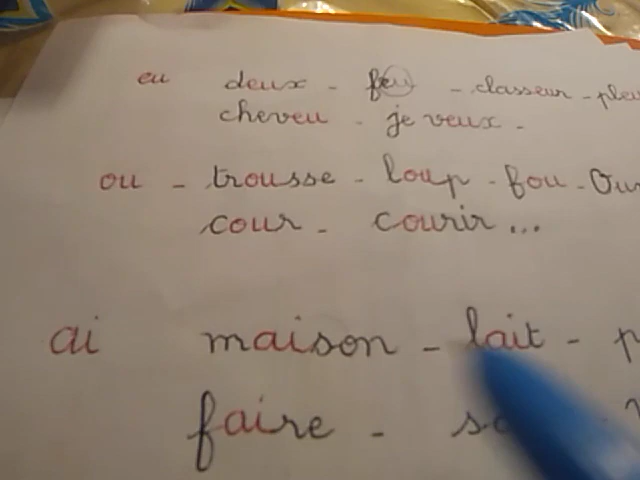 eu deux - feu - classeur -
cheveu - je veux -
ou - trousse - loup - fou -
cour - courir...
ai maison - lait -
faire -